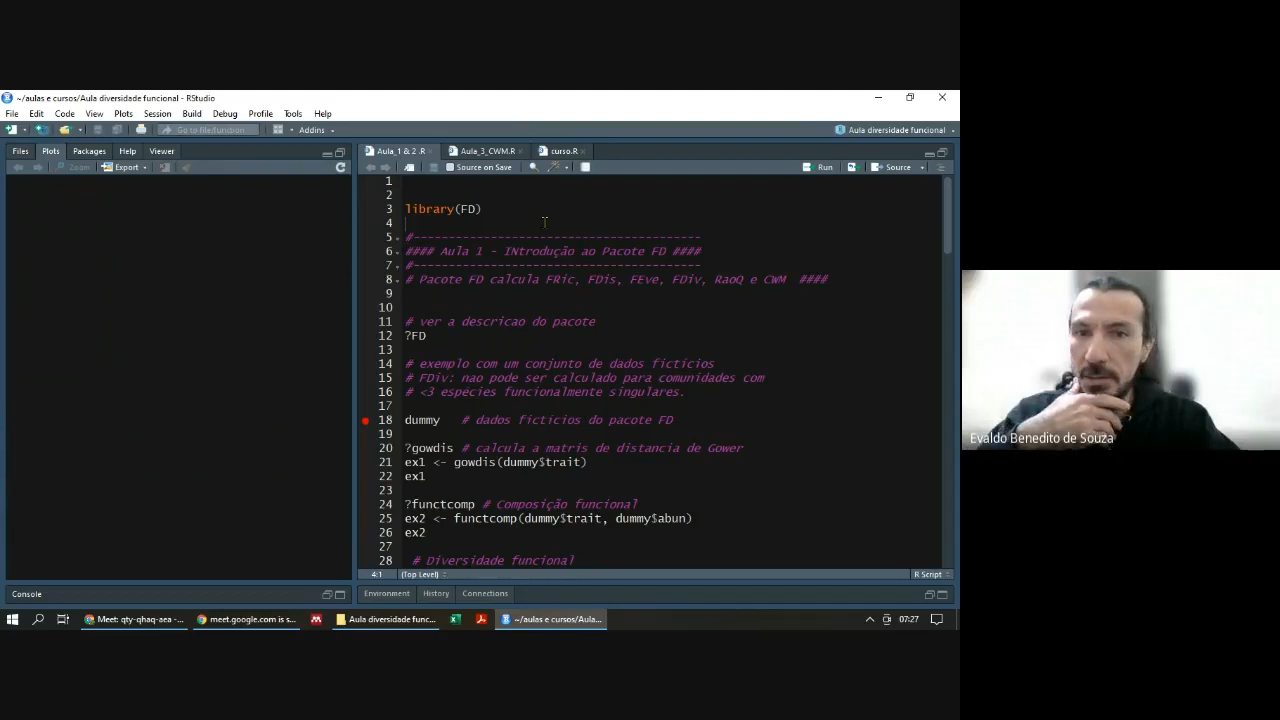 ~/aulas e cursos/Aula diversidade funcional - RStudio
File Edit Code View Plots Session Build Debug Profile Tools Help
Go to file/function Addins Aula diversidade funcional
Files Plots Packages Help Viewer
Zoom Export
Aula_1 & 2 .R Aula_3_CWM.R curso.R
Source on Save Run Source
1
2
3 library(FD)
4
5 #-----------------------------------------
6 #### Aula 1 - INtrodução ao Pacote FD ####
7 #-----------------------------------------
8 # Pacote FD calcula FRic, FDis, FEve, FDiv, RaoQ e CWM ####
9
10
11 # ver a descricao do pacote
12 ?FD
13
14 # exemplo com um conjunto de dados fictícios
15 # FDiv: nao pode ser calculado para comunidades com
16 # <3 espécies funcionalmente singulares.
17
18 dummy # dados fictícios do pacote FD
19
20 ?gowdis # calcula a matris de distancia de Gower
21 ex1 <- gowdis(dummy$trait)
22 ex1
23
24 ?functcomp # Composição funcional
25 ex2 <- functcomp(dummy$trait, dummy$abun)
26 ex2
27
28 # Diversidade funcional
4:1 (Top Level) R Script
Console
Environment History Connections
Meet: qty-qhaq-aea -... meet.google.com is s... Aula diversidade func... ~/aulas e cursos/Aula... 07:27
Evaldo Benedito de Souza